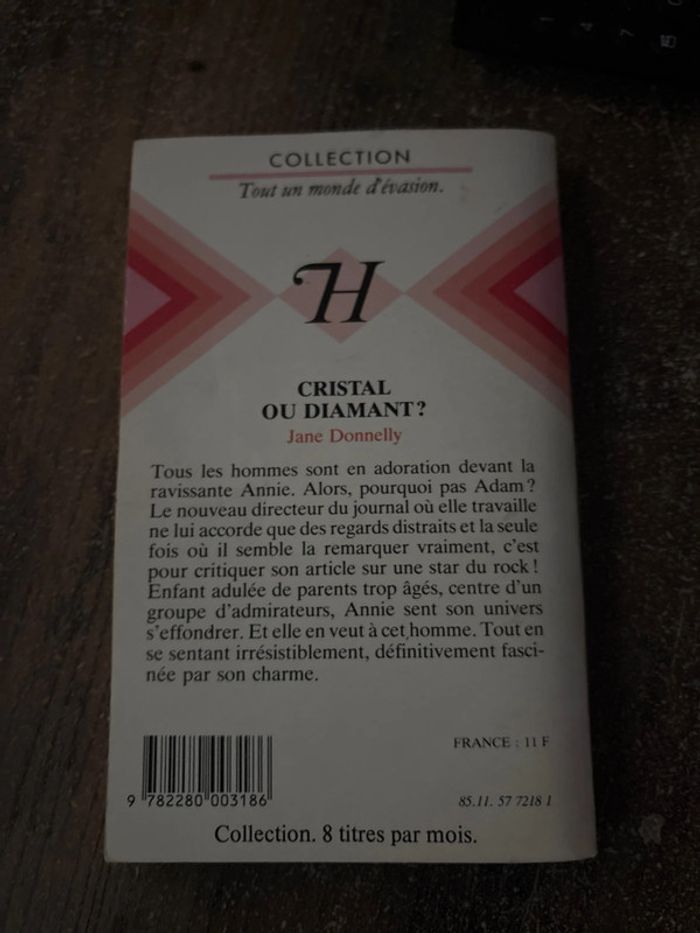 COLLECTION
Tout un monde d'évasion.
H
CRISTAL
OU DIAMANT?
Jane Donnelly
Tous les hommes sont en adoration devant la
ravissante Annie. Alors, pourquoi pas Adam?
Le nouveau directeur du journal où elle travaille
ne lui accorde que des regards distraits et la seule
fois où il semble la remarquer vraiment, c'est
pour critiquer son article sur une star du rock!
Enfant adulée de parents trop âgés, centre d'un
groupe d'admirateurs, Annie sent son univers
s'effondrer. Et elle en veut à cet homme. Tout en
se sentant irrésistiblement, définitivement fasci-
née par son charme.
FRANCE : 11 F
9 782280 003186
85.11. 57 7218 1
Collection. 8 titres par mois.